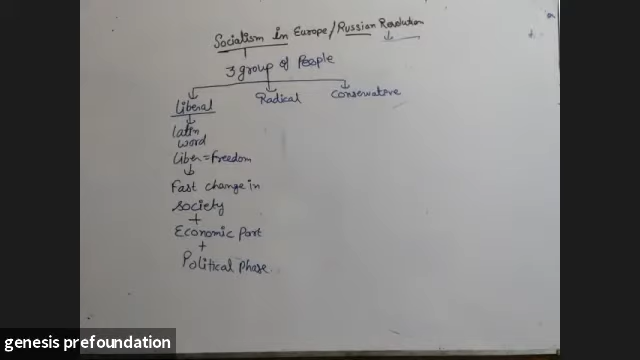 Socialism in Europe/Russian Revolution
3 group of People
Liberal Radical Conservative
Latin
word
Liber=Freedom
Fast change in
society
+
Economic Part
+
Political Phase.
genesis prefoundation